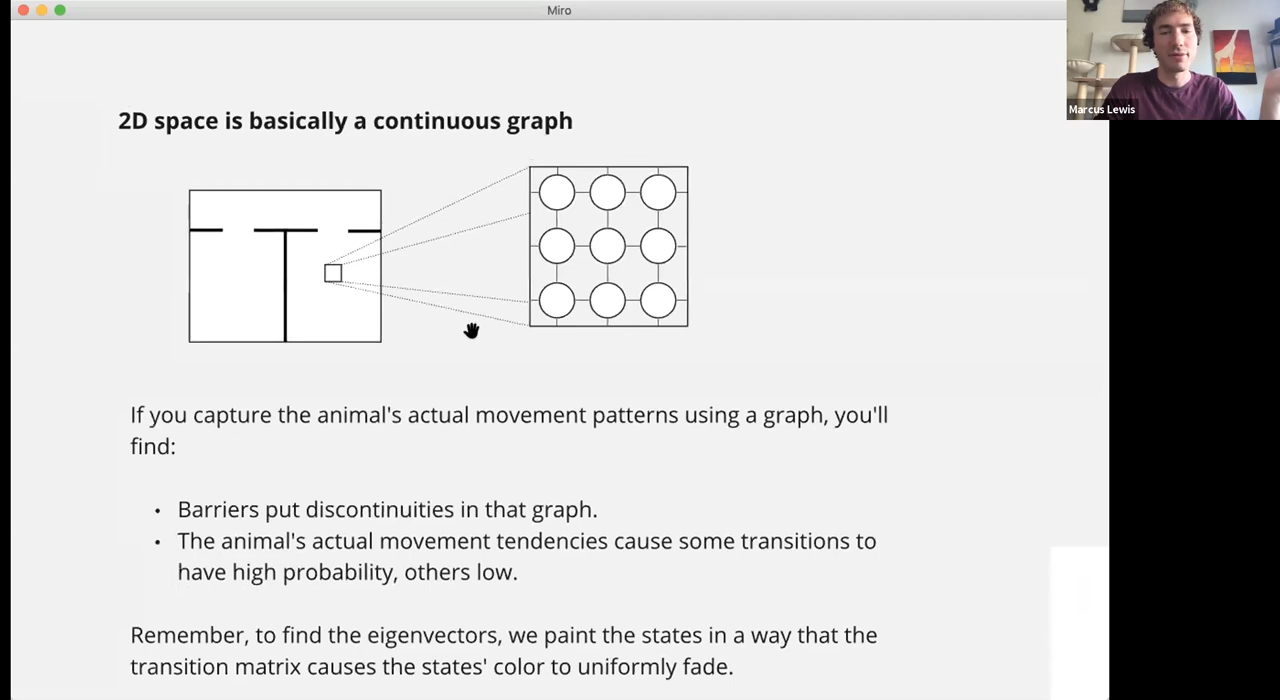 Miro
Marcus Lewis
2D space is basically a continuous graph
If you capture the animal's actual movement patterns using a graph, you'll
find:
• Barriers put discontinuities in that graph.
• The animal's actual movement tendencies cause some transitions to
have high probability, others low.
Remember, to find the eigenvectors, we paint the states in a way that the
transition matrix causes the states' color to uniformly fade.